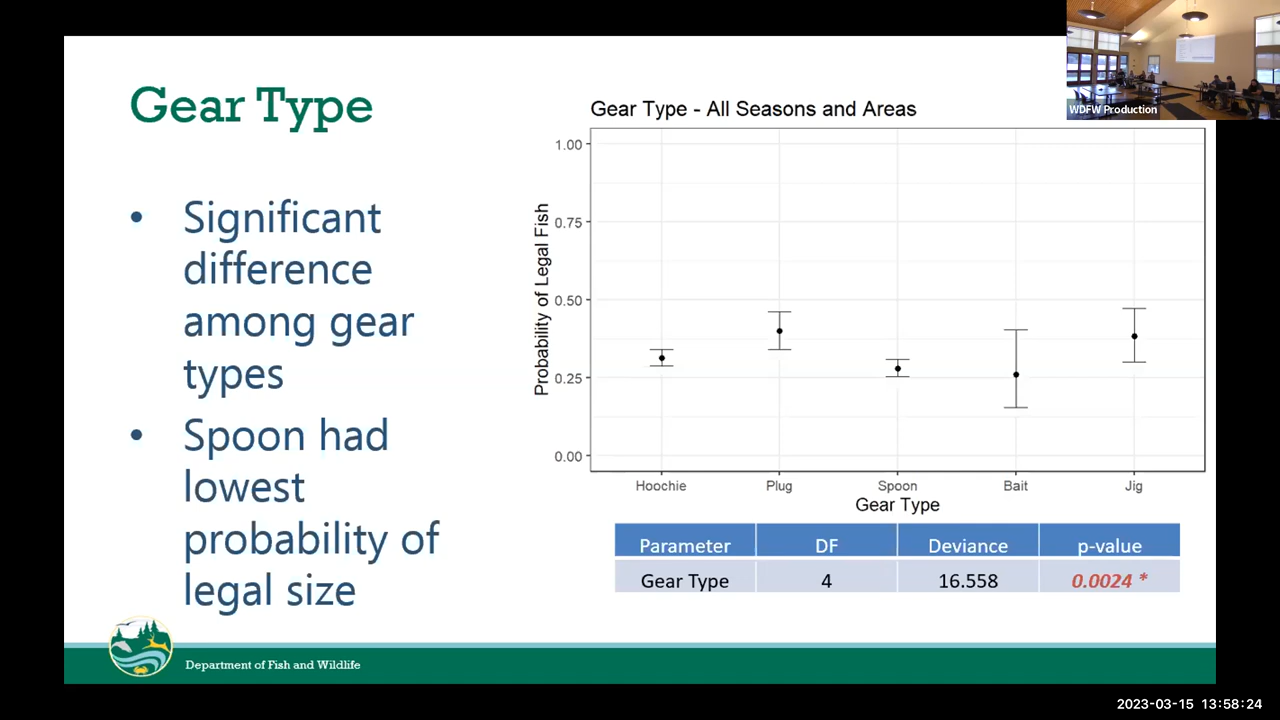 Gear Type
• Significant
difference
among gear
types
• Spoon had
lowest
probability of
legal size
Gear Type - All Seasons and Areas
Probability of Legal Fish
1.00
0.75
0.50
0.25
0.00
Hoochie Plug Spoon Bait Jig
Gear Type
Parameter DF Deviance p-value
Gear Type 4 16.558 0.0024 *
Department of Fish and Wildlife
WDFW Production
2023-03-15 13:58:24